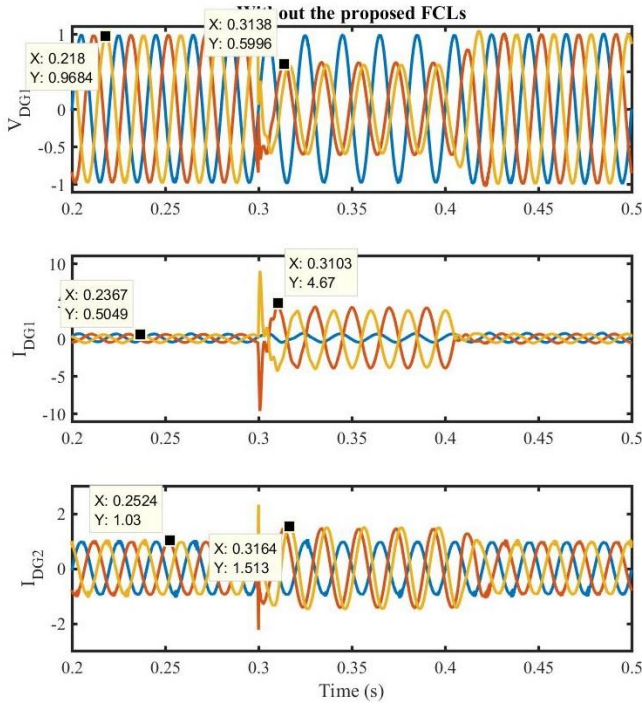 Without the proposed FCLs
X: 0.3138
Y: 0.5996
X: 0.218
Y: 0.9684
V_DG1
1
0
-0.5
-1
0.2 0.25 0.3 0.35 0.4 0.45 0.5
X: 0.3103
Y: 4.67
X: 0.2367
Y: 0.5049
I_DG1
10
0
-5
-10
0.2 0.25 0.3 0.35 0.4 0.45 0.5
X: 0.2524
Y: 1.03
X: 0.3164
Y: 1.513
I_DG2
2
0
-2
0.2 0.25 0.3 0.35 0.4 0.45 0.5
Time (s)